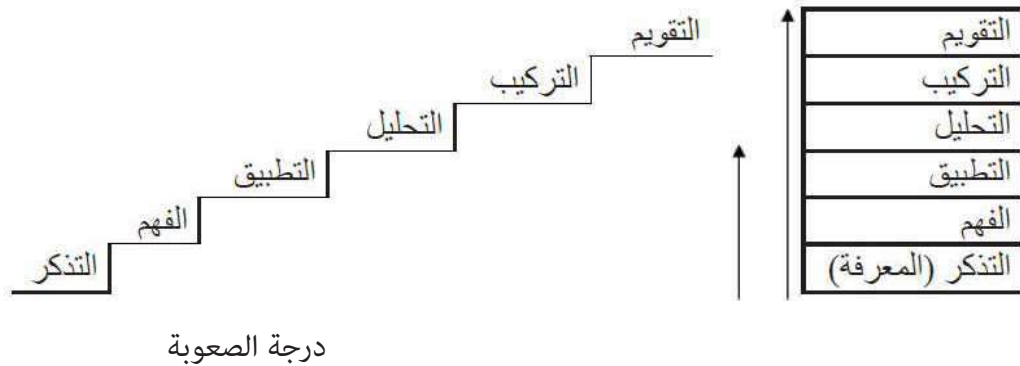 التقويم
التركيب
التحليل
التطبيق
الفهم
التذكر (المعرفة)
التقويم
التركيب
التحليل
التطبيق
الفهم
التذكر
درجة الصعوبة